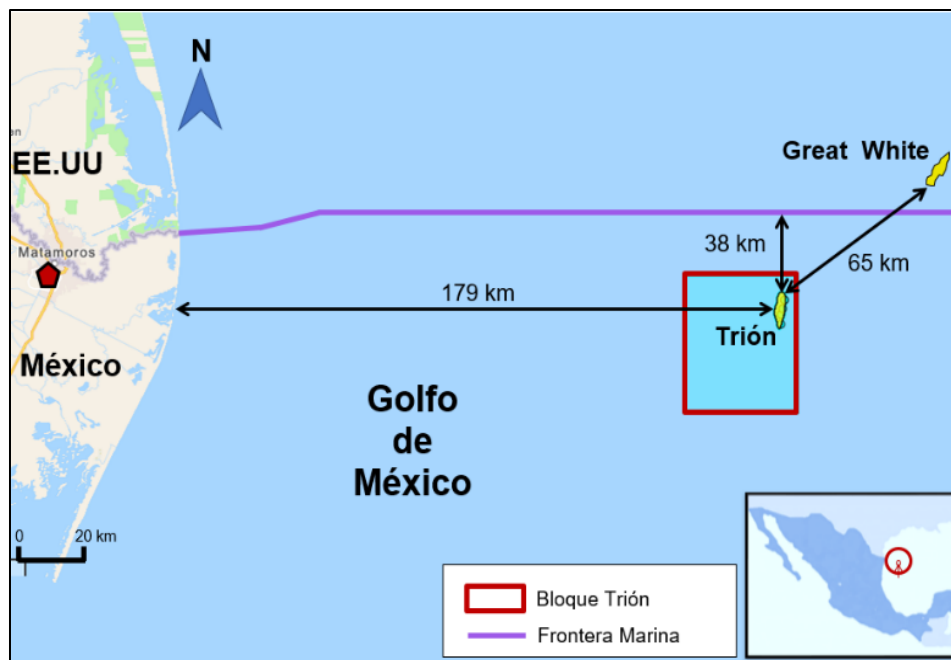 N
EE.UU
Great White
Matamoros
38 km
65 km
179 km
Trión
México
Golfo
de
México
0 20 km
Bloque Trión
Frontera Marina